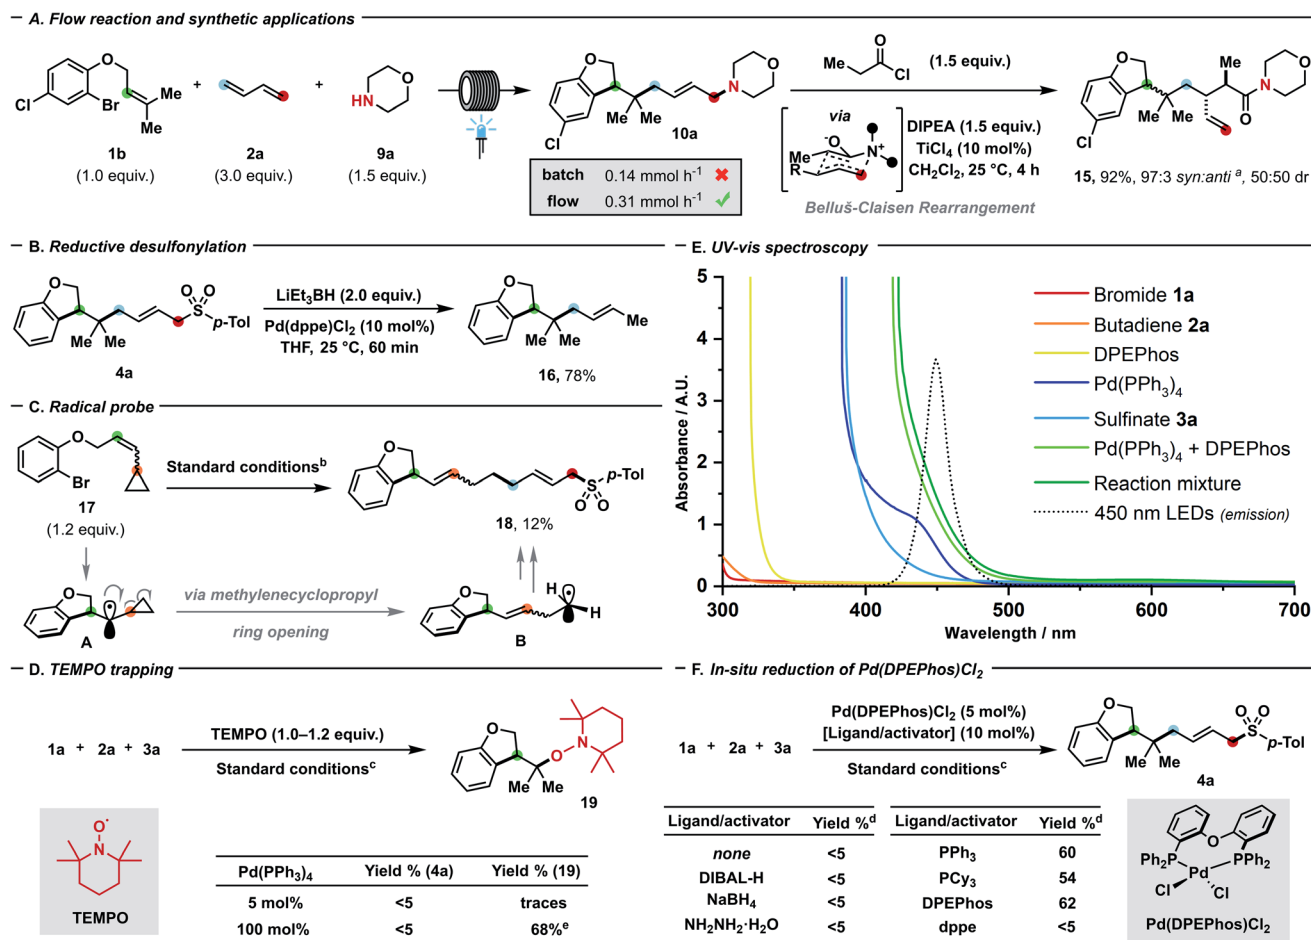 A. Flow reaction and synthetic applications
O
Cl
Br
Me
Me
1b
(1.0 equiv.)
+
2a
(3.0 equiv.)
+
O
HN
9a
(1.5 equiv.)
O
Me Me
N
O
Cl
10a
batch 0.14 mmol h⁻¹ ✖
flow 0.31 mmol h⁻¹ ✓
O
Cl
(1.5 equiv.)
via
⁻O
N⁺
Me
R
DIPEA (1.5 equiv.)
TiCl₄ (10 mol%)
CH₂Cl₂, 25 °C, 4 h
Belluš-Claisen Rearrangement
O
Me
O
N
Me Me
O
Cl
15, 92%, 97:3 syn:anti ᵃ, 50:50 dr
B. Reductive desulfonylation
O
O O
S
p-Tol
Me Me
4a
LiEt₃BH (2.0 equiv.)
Pd(dppe)Cl₂ (10 mol%)
THF, 25 °C, 60 min
O
Me
Me Me
16, 78%
C. Radical probe
O
Br
17
(1.2 equiv.)
Standard conditionsᵇ
O
S
p-Tol
O O
18, 12%
O
A
via methylenecyclopropyl
ring opening
O
H
H
B
D. TEMPO trapping
1a + 2a + 3a
TEMPO (1.0–1.2 equiv.)
Standard conditionsᶜ
O
O
N
Me Me
19
O•
N
TEMPO
Pd(PPh₃)₄ Yield % (4a) Yield % (19)
5 mol% <5 traces
100 mol% <5 68%ᵉ
E. UV-vis spectroscopy
Absorbance / A.U.
5
4
3
2
1
0
300 400 500 600 700
Wavelength / nm
Bromide 1a
Butadiene 2a
DPEPhos
Pd(PPh₃)₄
Sulfinate 3a
Pd(PPh₃)₄ + DPEPhos
Reaction mixture
450 nm LEDs (emission)
F. In-situ reduction of Pd(DPEPhos)Cl₂
1a + 2a + 3a
Pd(DPEPhos)Cl₂ (5 mol%)
[Ligand/activator] (10 mol%)
Standard conditionsᶜ
O
O O
S
p-Tol
Me Me
4a
Ligand/activator Yield %ᵈ Ligand/activator Yield %ᵈ
none <5 PPh₃ 60
DIBAL-H <5 PCy₃ 54
NaBH₄ <5 DPEPhos 62
NH₂NH₂·H₂O <5 dppe <5
O
Ph₂P PPh₂
Pd
Cl Cl
Pd(DPEPhos)Cl₂